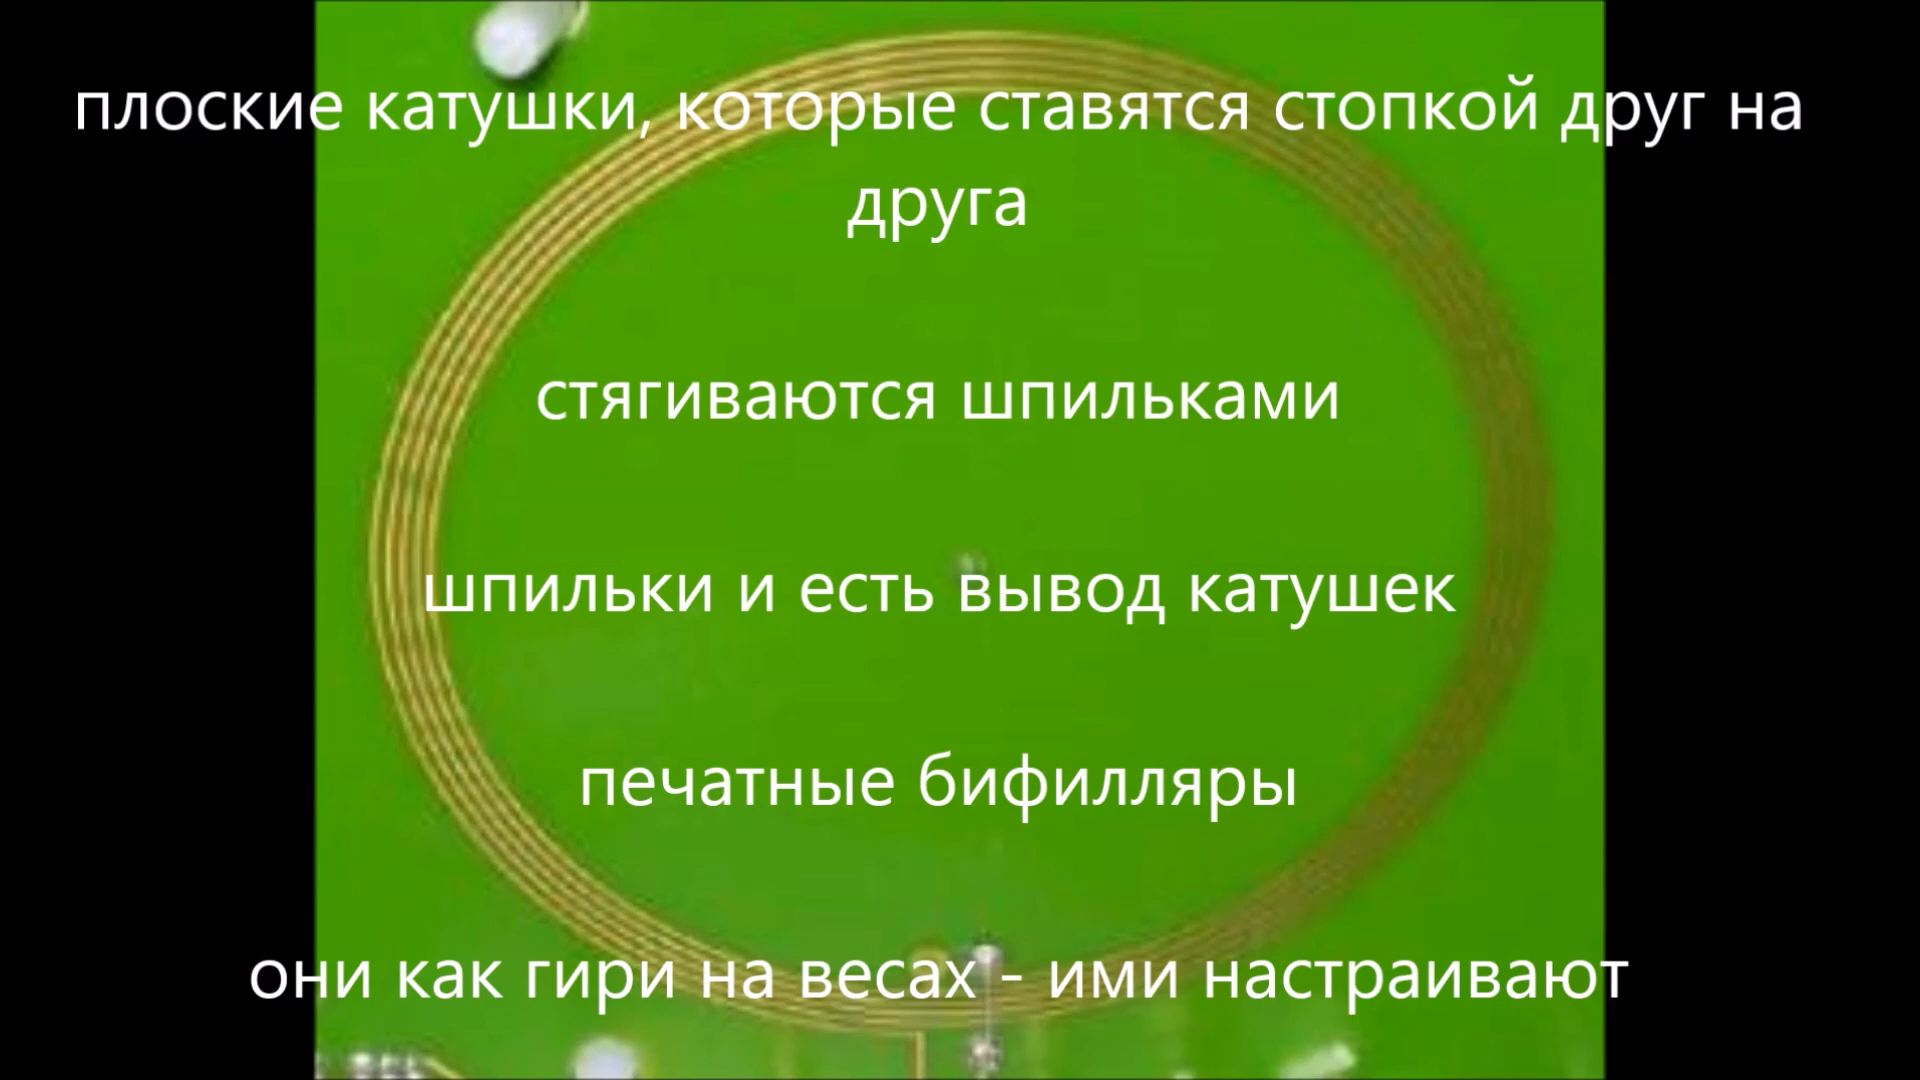 плоские катушки, которые ставятся стопкой друг на
друга
стягиваются шпильками
шпильки и есть вывод катушек
печатные бифилляры
они как гири на весах - ими настраивают